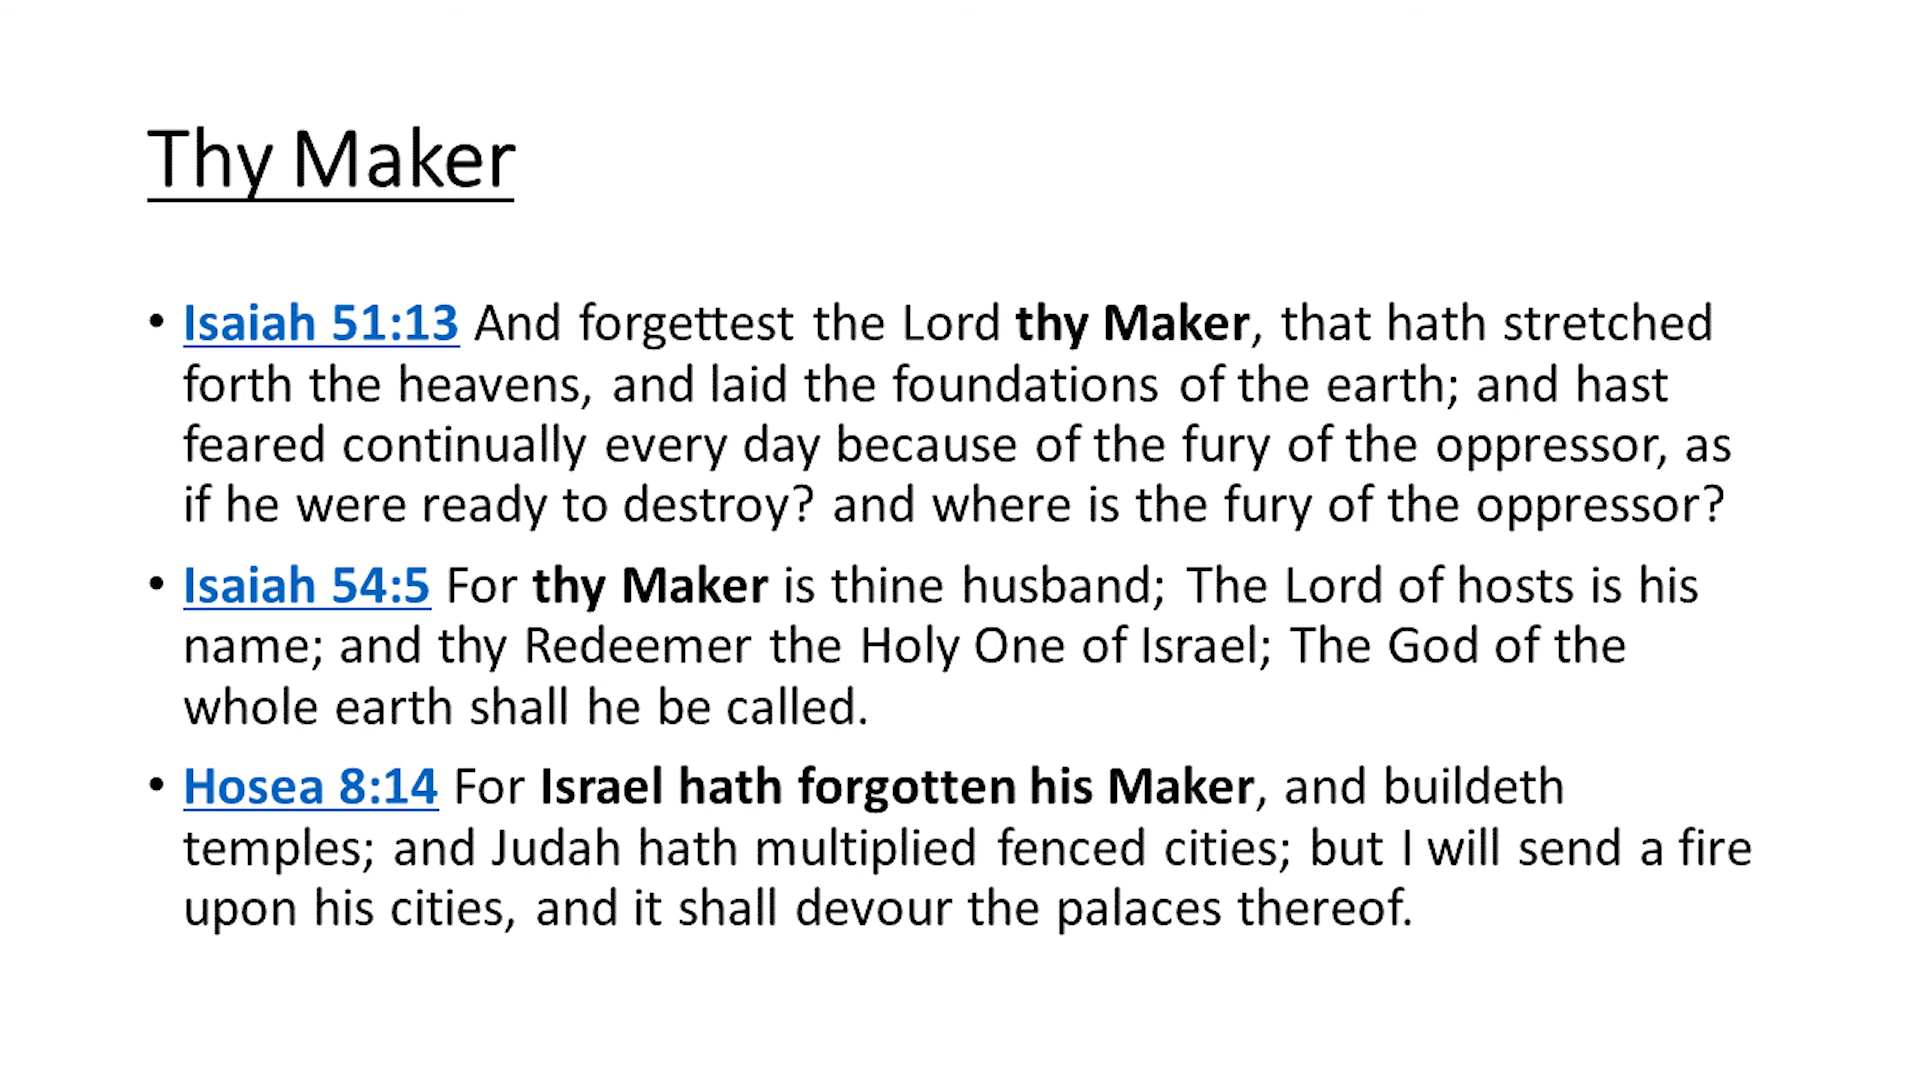 Thy Maker
• Isaiah 51:13 And forgettest the Lord thy Maker, that hath stretched
forth the heavens, and laid the foundations of the earth; and hast
feared continually every day because of the fury of the oppressor, as
if he were ready to destroy? and where is the fury of the oppressor?
• Isaiah 54:5 For thy Maker is thine husband; The Lord of hosts is his
name; and thy Redeemer the Holy One of Israel; The God of the
whole earth shall he be called.
• Hosea 8:14 For Israel hath forgotten his Maker, and buildeth
temples; and Judah hath multiplied fenced cities; but I will send a fire
upon his cities, and it shall devour the palaces thereof.